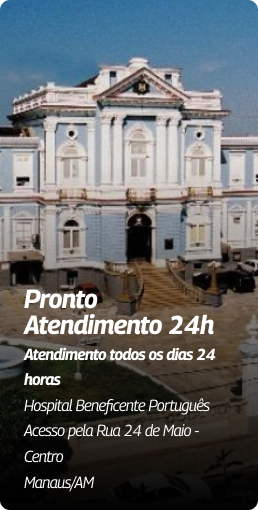 Pronto
Atendimento 24h
Atendimento todos os dias 24
horas
Hospital Beneficente Português
Acesso pela Rua 24 de Maio -
Centro
Manaus/AM